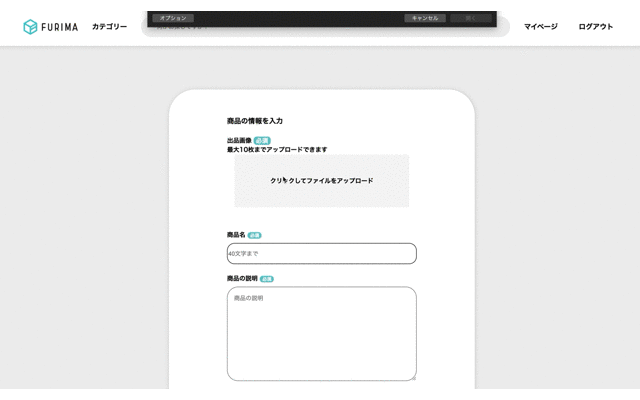 オプション
キャンセル
開く
FURIMA
カテゴリー
マイページ
ログアウト
商品の情報を入力
出品画像 必須
最大10枚までアップロードできます
クリックしてファイルをアップロード
商品名 必須
40文字まで
商品の説明 必須
商品の説明